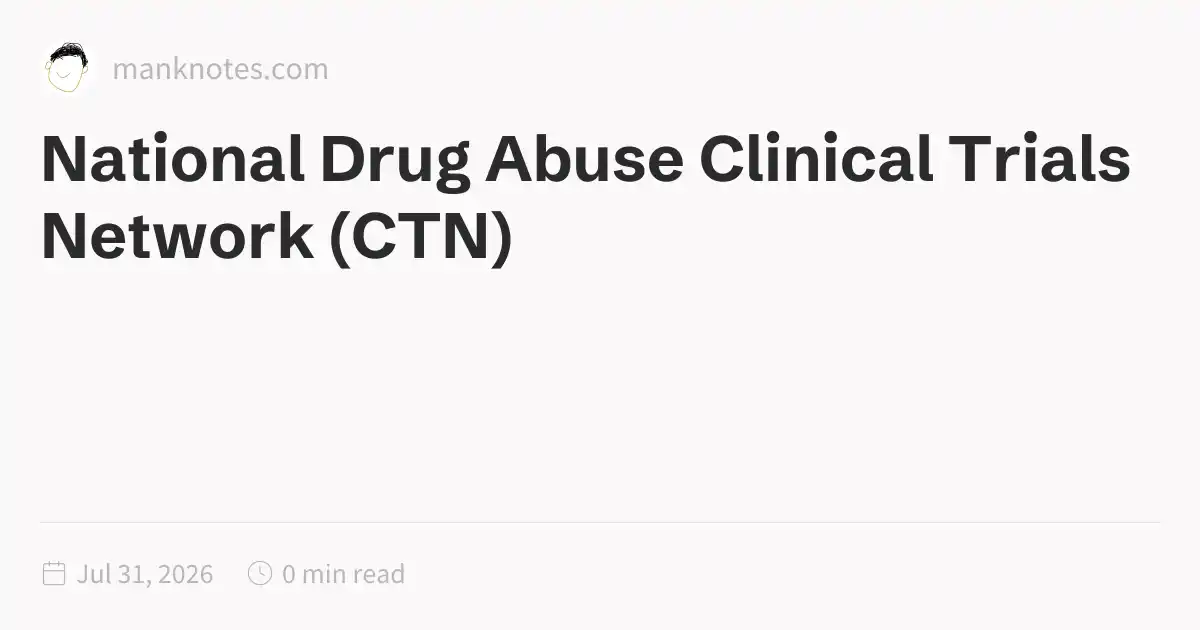 manknotes.com
National Drug Abuse Clinical Trials
Network (CTN)
Jul 31, 2026 0 min read